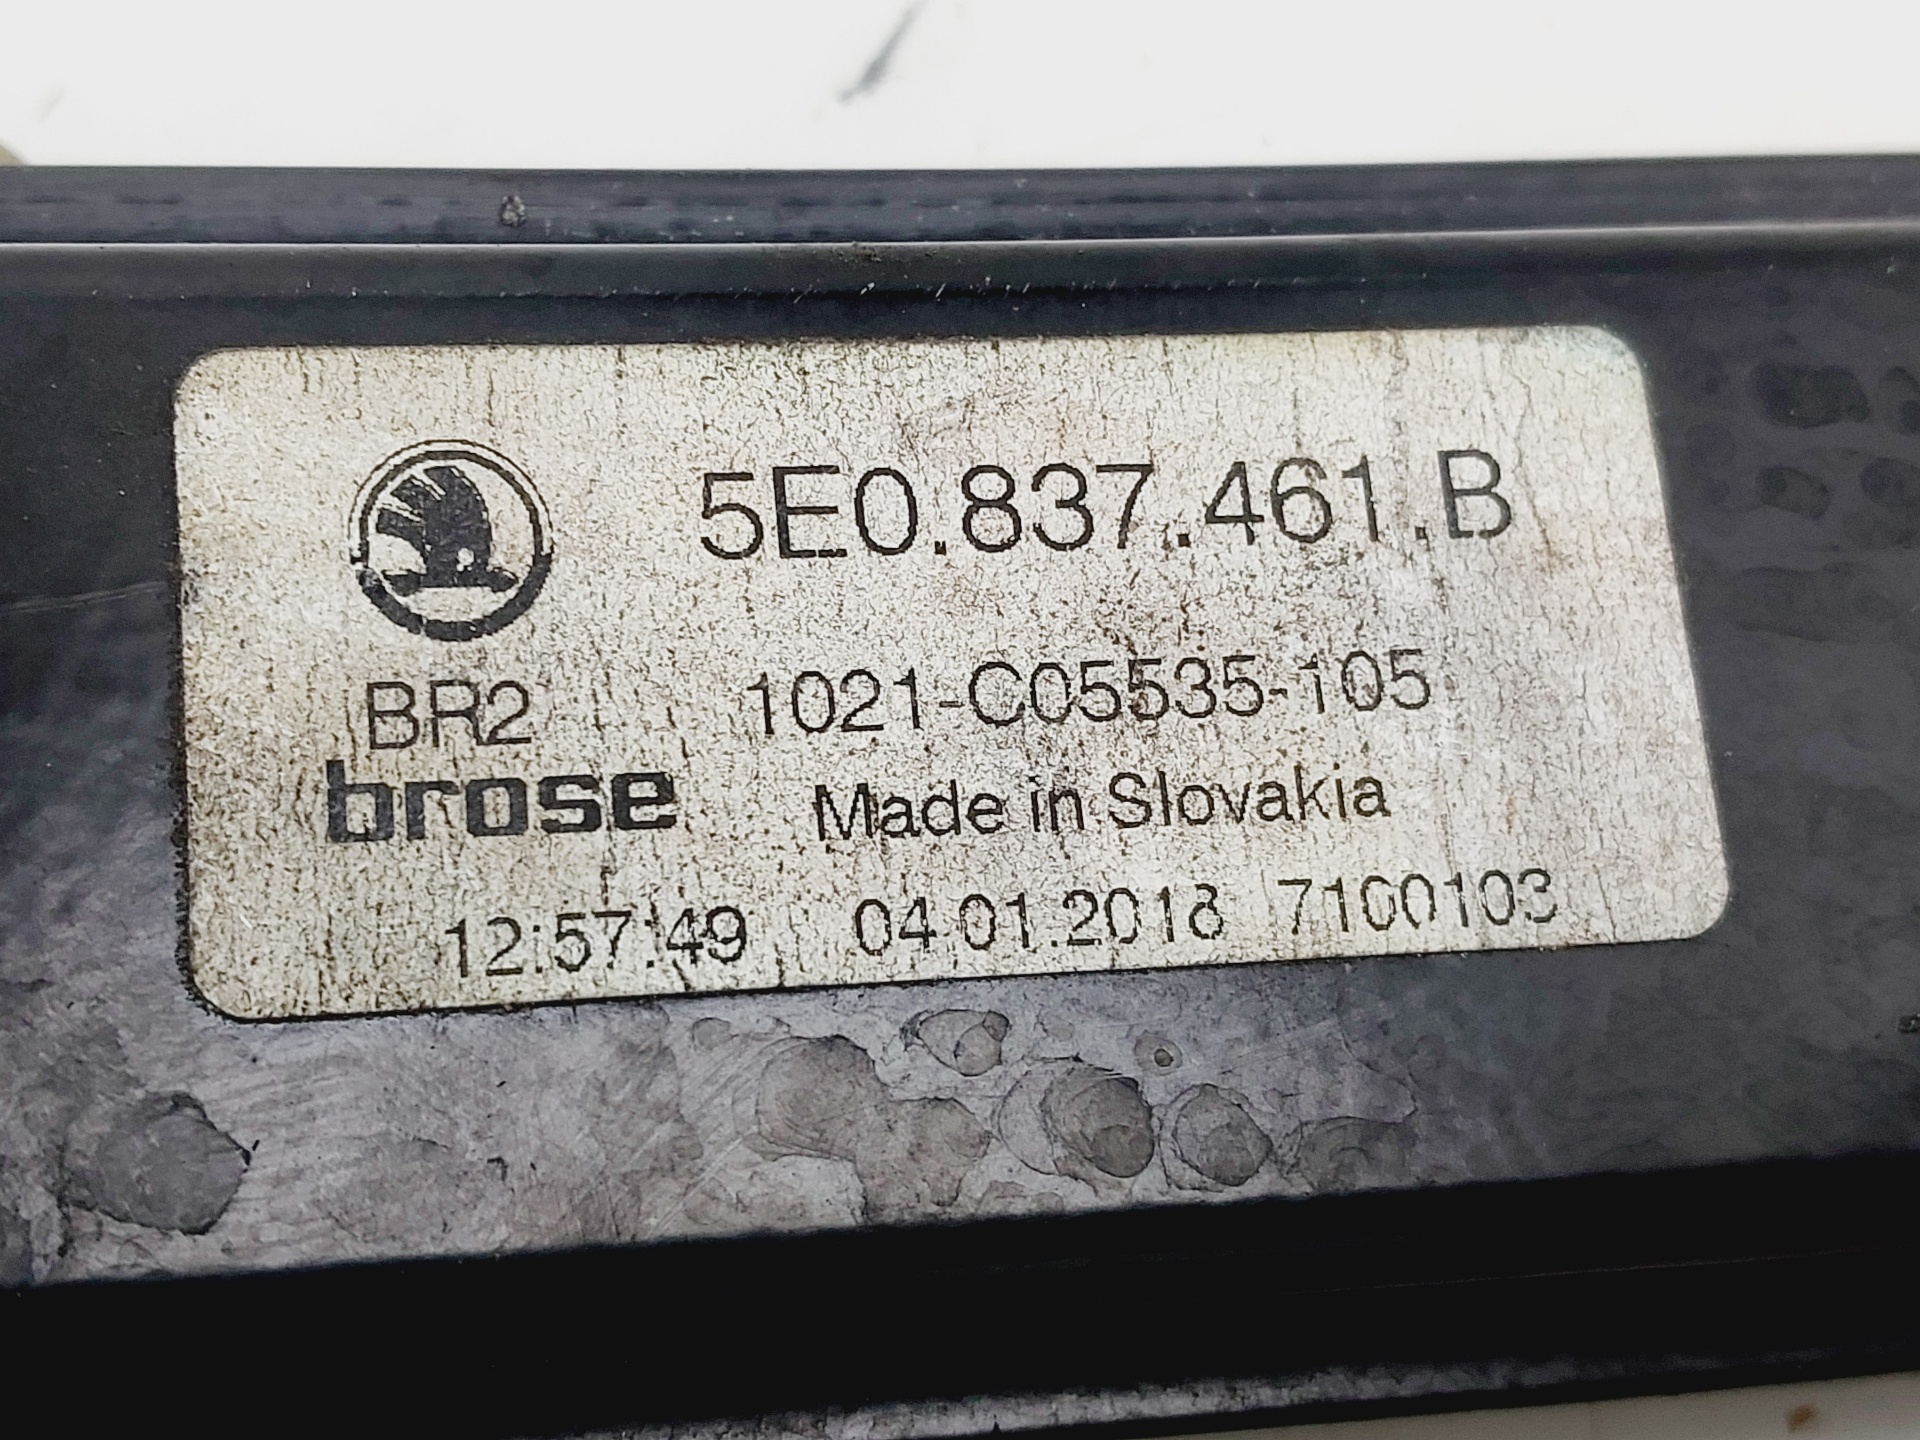 5E0.837.461.B
BR2 1021-C05535-105
brose Made in Slovakia
12:57:49 04.01.2018 7100103